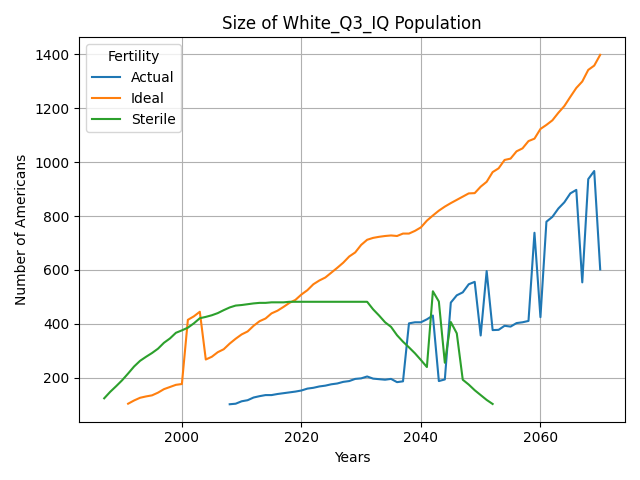 Size of White_Q3_IQ Population
Number of Americans
1400
1200
1000
800
600
400
200
Fertility
Actual
Ideal
Sterile
2000
2020
2040
2060
Years